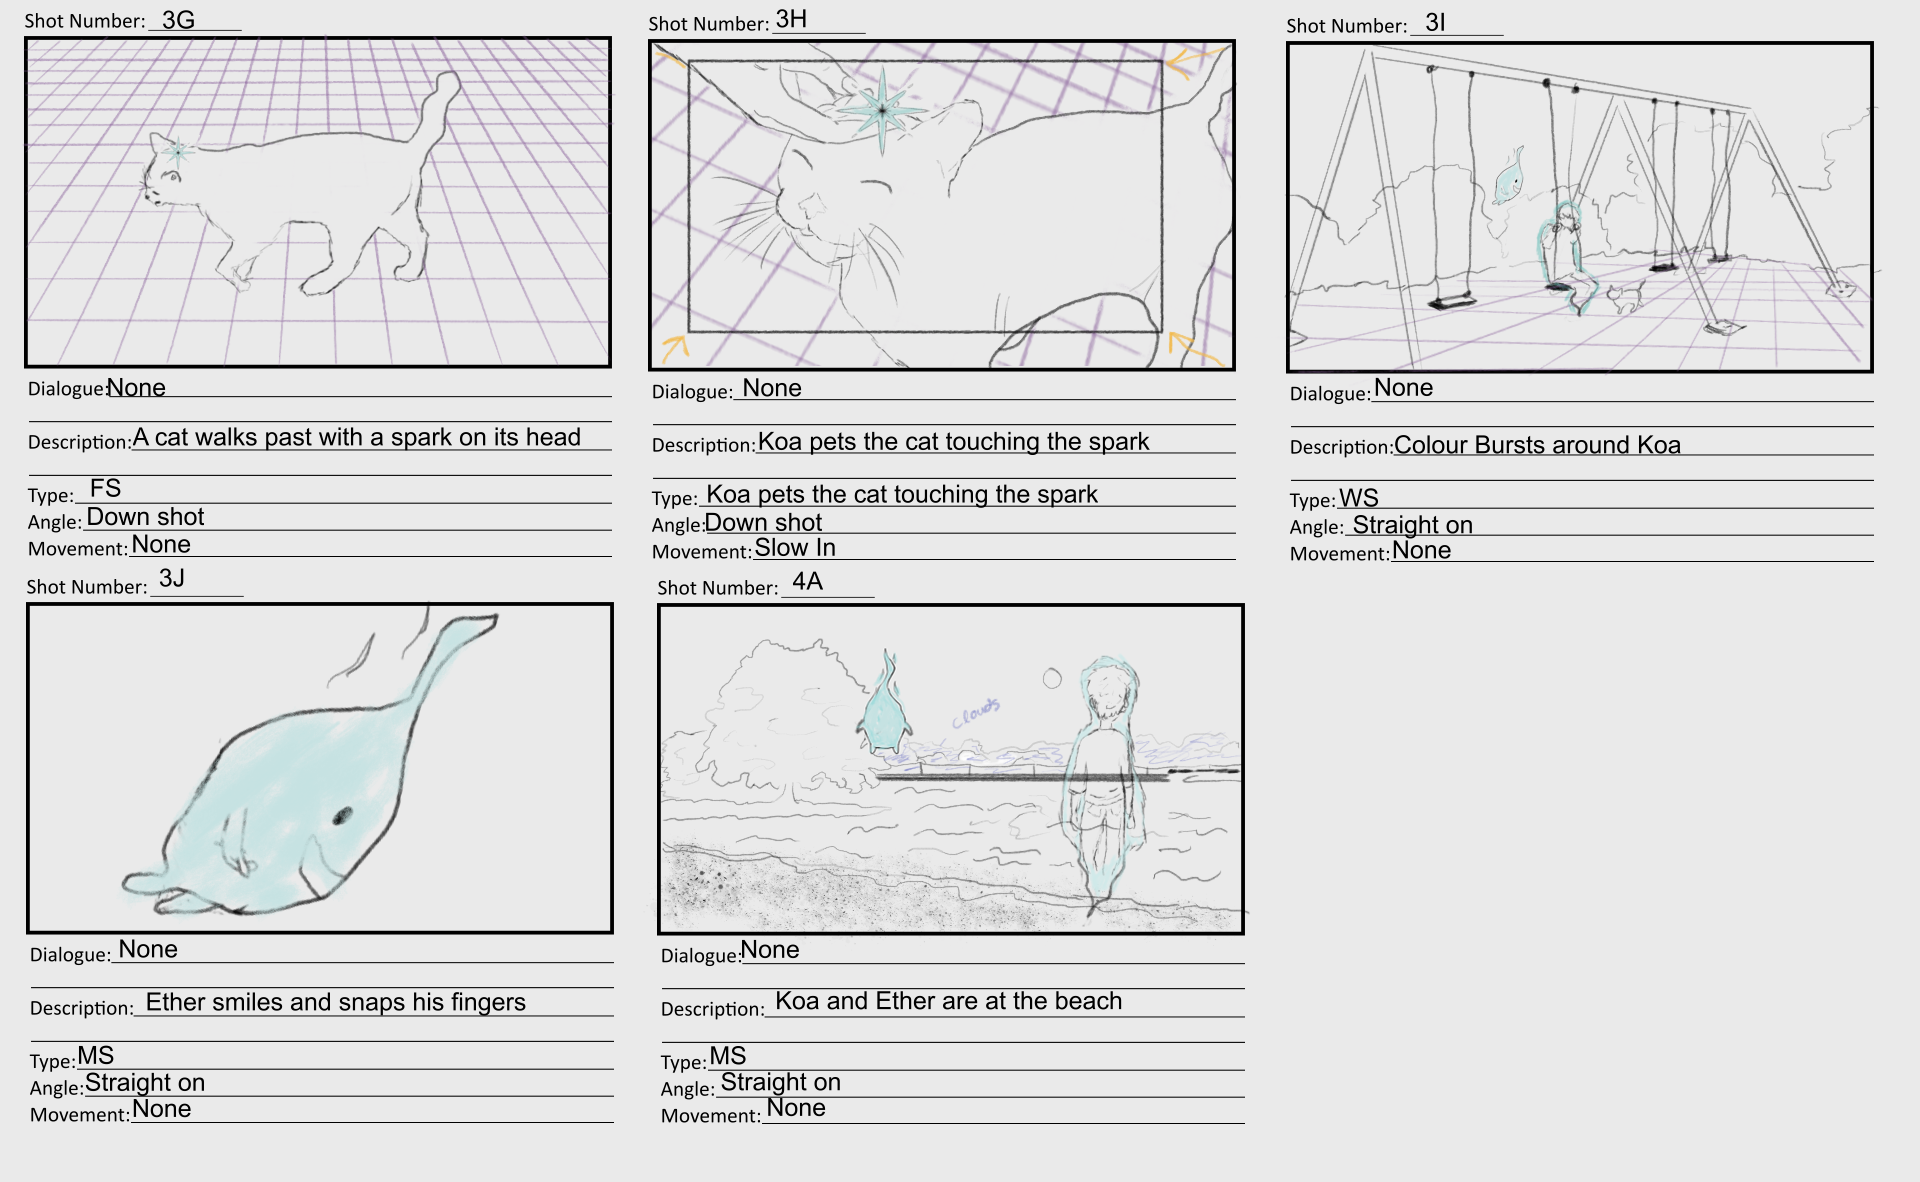 Shot Number: 3G
Dialogue: None
Description: A cat walks past with a spark on its head
Type: FS
Angle: Down shot
Movement: None
Shot Number: 3H
Dialogue: None
Description: Koa pets the cat touching the spark
Type: Koa pets the cat touching the spark
Angle: Down shot
Movement: Slow In
Shot Number: 3I
Dialogue: None
Description: Colour Bursts around Koa
Type: WS
Angle: Straight on
Movement: None
Shot Number: 3J
Dialogue: None
Description: Ether smiles and snaps his fingers
Type: MS
Angle: Straight on
Movement: None
Shot Number: 4A
clouds
Dialogue: None
Description: Koa and Ether are at the beach
Type: MS
Angle: Straight on
Movement: None